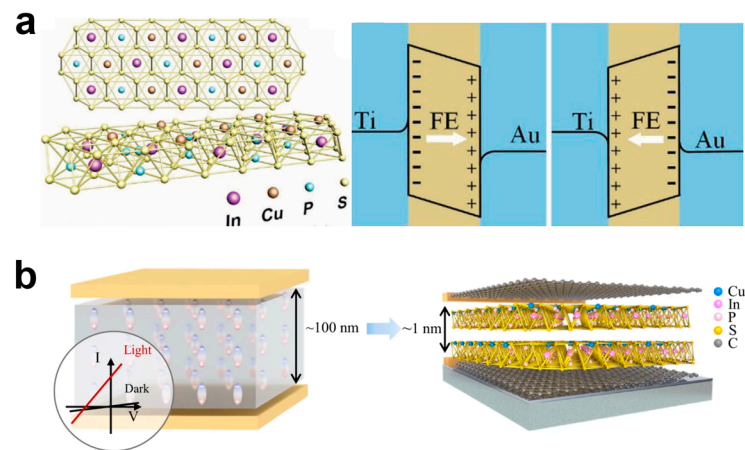 a
In Cu P S
Ti FE Au
Ti FE Au
b
~100 nm
~1 nm
I
Light
Dark
V
Cu
In
P
S
C